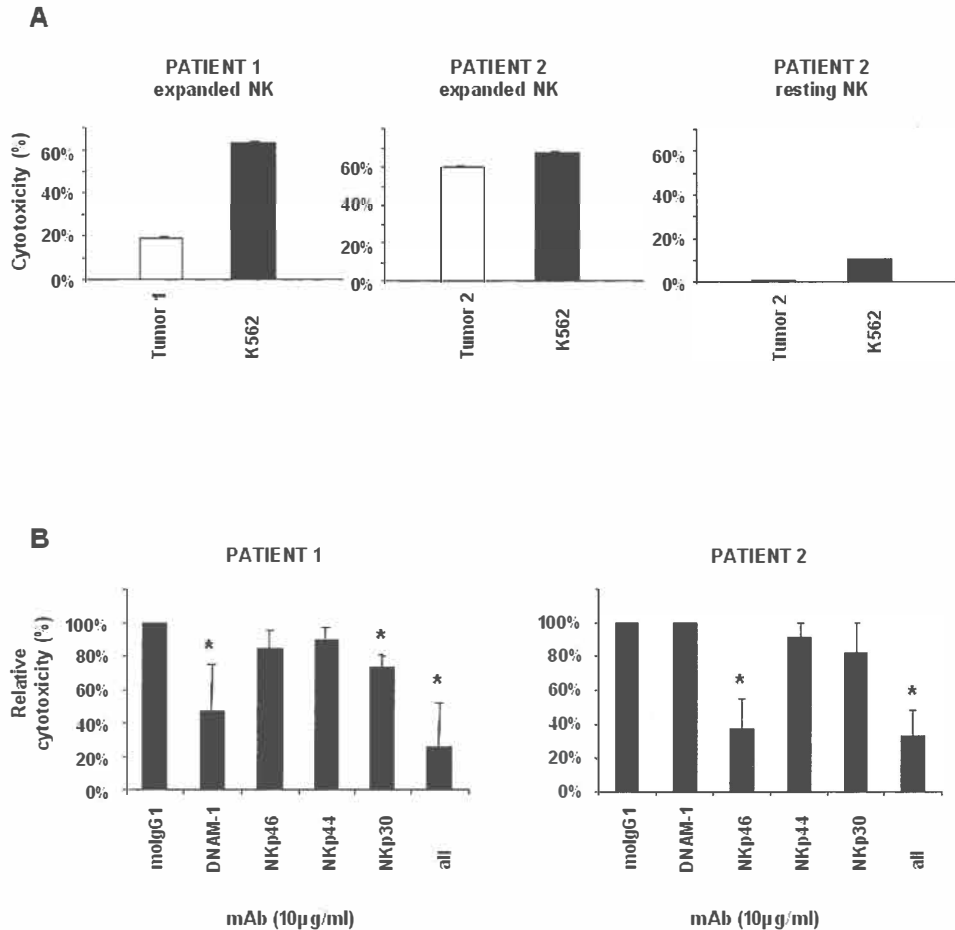 A
PATIENT 1
expanded NK
PATIENT 2
expanded NK
PATIENT 2
resting NK
Cytotoxicity (%)
60%
40%
20%
0%
Tumor 1
K562
60%
40%
20%
0%
Tumor 2
K562
60%
40%
20%
0%
Tumor 2
K562
B
PATIENT 1
PATIENT 2
Relative
cytotoxicity (%)
100%
80%
60%
40%
20%
0%
*
*
*
moIgG1
DNAM-1
NKp46
NKp44
NKp30
all
mAb (10µg/ml)
100%
80%
60%
40%
20%
0%
*
*
moIgG1
DNAM-1
NKp46
NKp44
NKp30
all
mAb (10µg/ml)